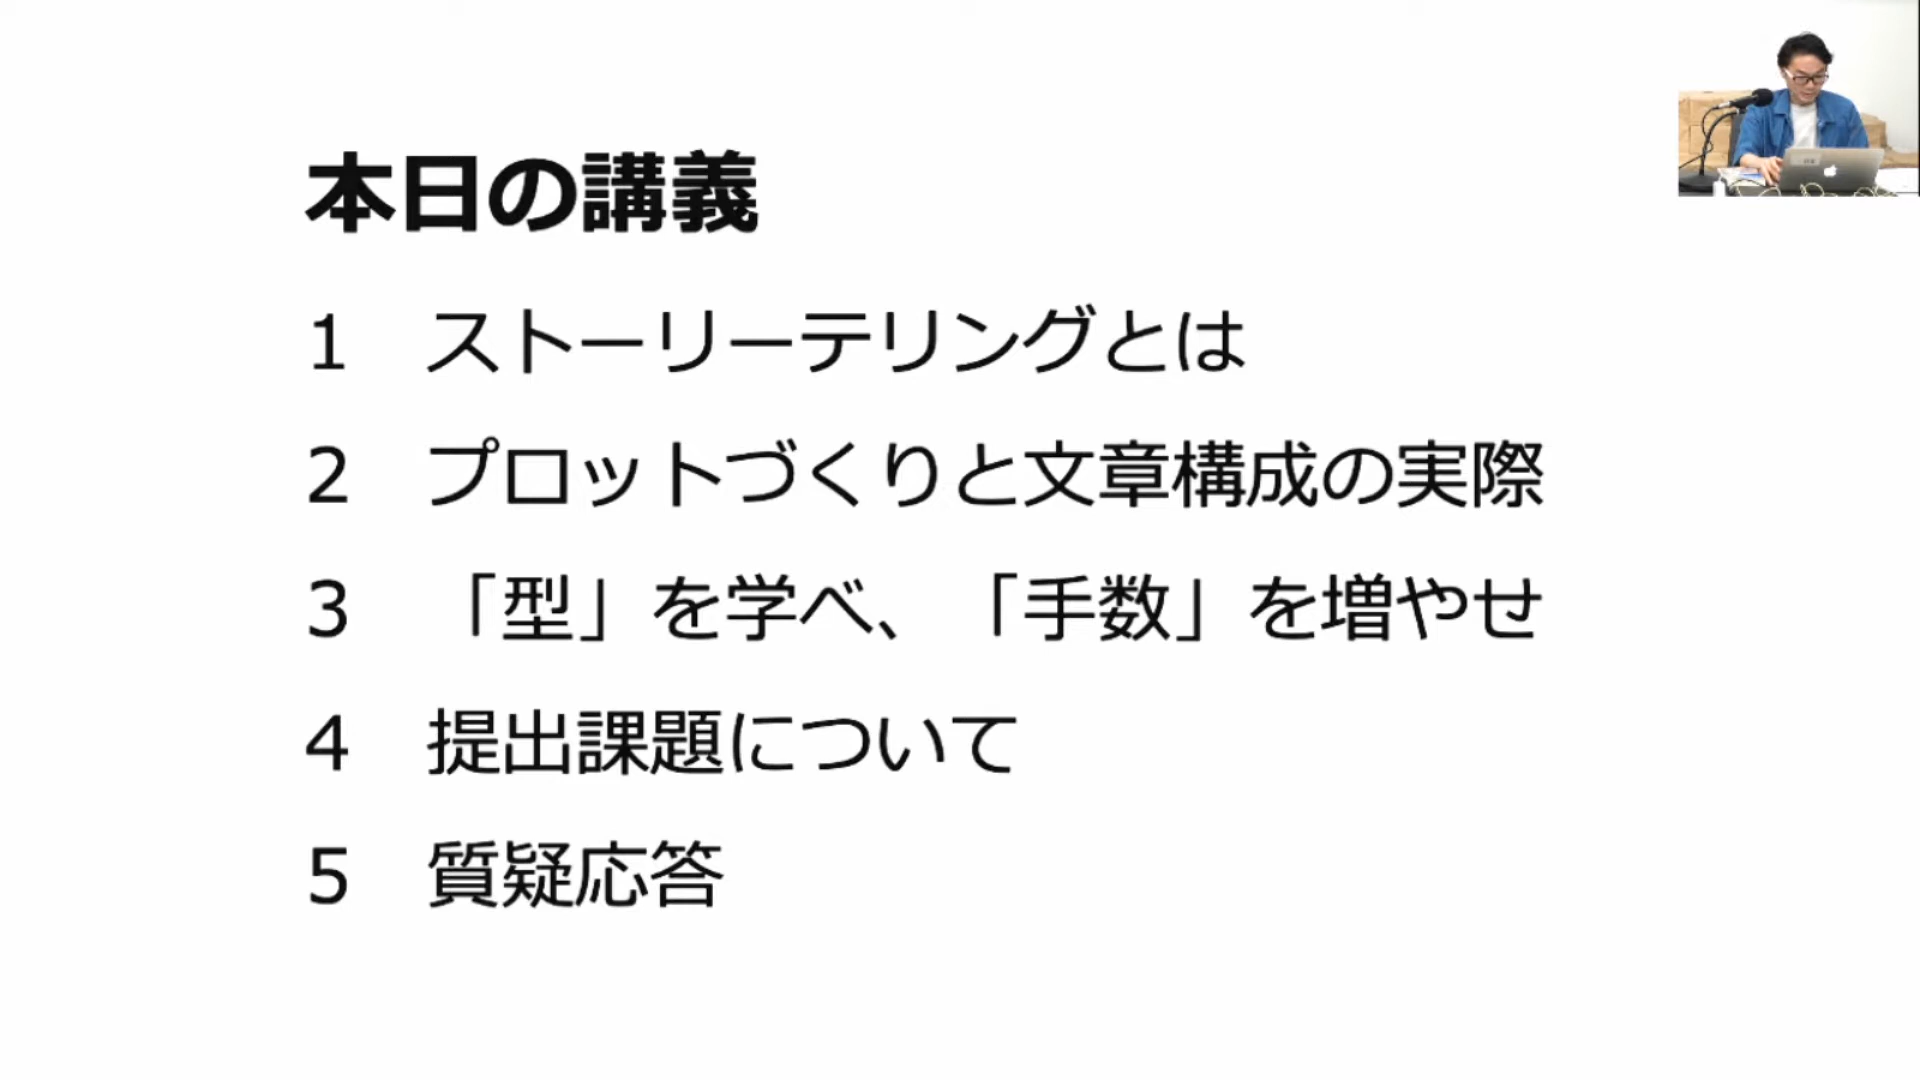 本日の講義
1 ストーリーテリングとは
2 プロットづくりと文章構成の実際
3 「型」を学べ、「手数」を増やせ
4 提出課題について
5 質疑応答